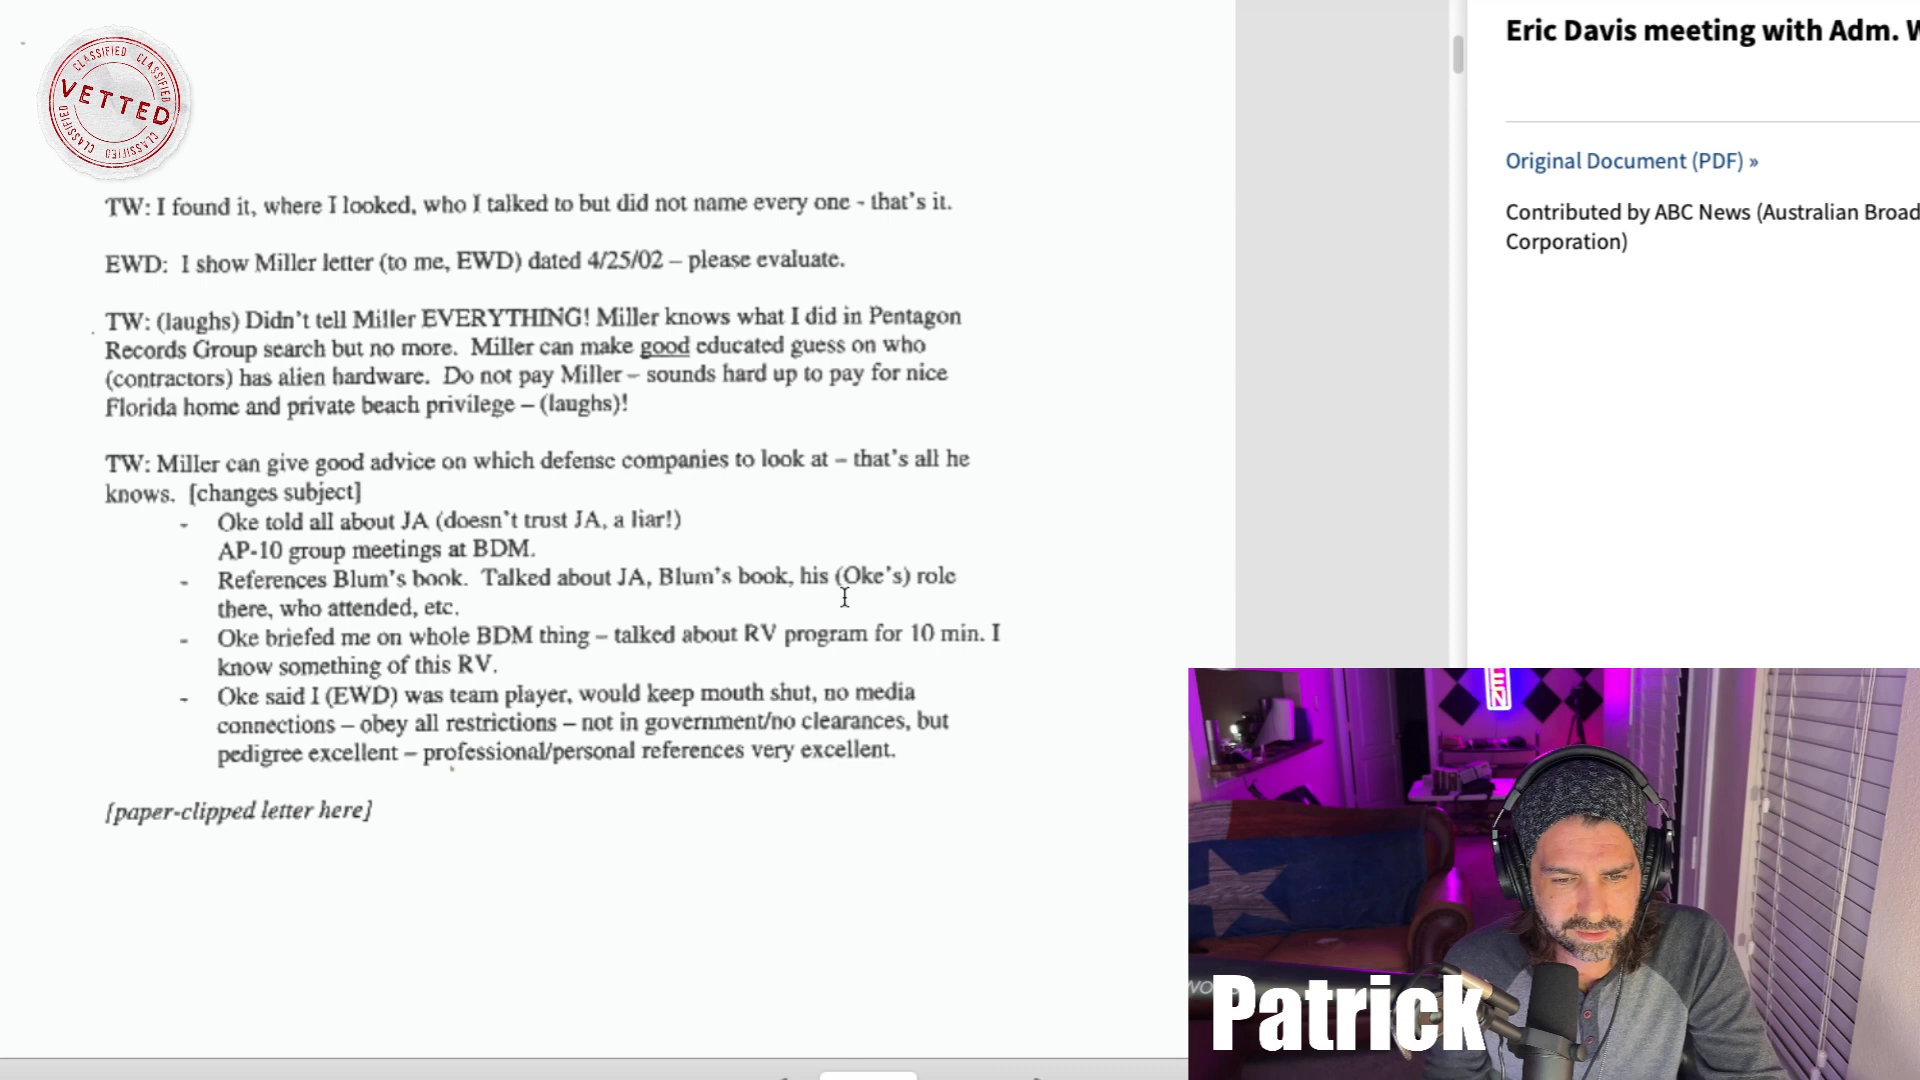 CLASSIFIED CLASSIFIED
VETTED
CLASSIFIED CLASSIFIED
TW: I found it, where I looked, who I talked to but did not name every one - that's it.
EWD: I show Miller letter (to me, EWD) dated 4/25/02 – please evaluate.
TW: (laughs) Didn't tell Miller EVERYTHING! Miller knows what I did in Pentagon
Records Group search but no more. Miller can make good educated guess on who
(contractors) has alien hardware. Do not pay Miller – sounds hard up to pay for nice
Florida home and private beach privilege – (laughs)!
TW: Miller can give good advice on which defense companies to look at – that's all he
knows. [changes subject]
- Oke told all about JA (doesn't trust JA, a liar!)
AP-10 group meetings at BDM.
- References Blum's book. Talked about JA, Blum's book, his (Oke's) role
there, who attended, etc.
- Oke briefed me on whole BDM thing – talked about RV program for 10 min. I
know something of this RV.
- Oke said I (EWD) was team player, would keep mouth shut, no media
connections – obey all restrictions – not in government/no clearances, but
pedigree excellent – professional/personal references very excellent.
[paper-clipped letter here]
Eric Davis meeting with Adm. W
Original Document (PDF) »
Contributed by ABC News (Australian Broad
Corporation)
Patrick